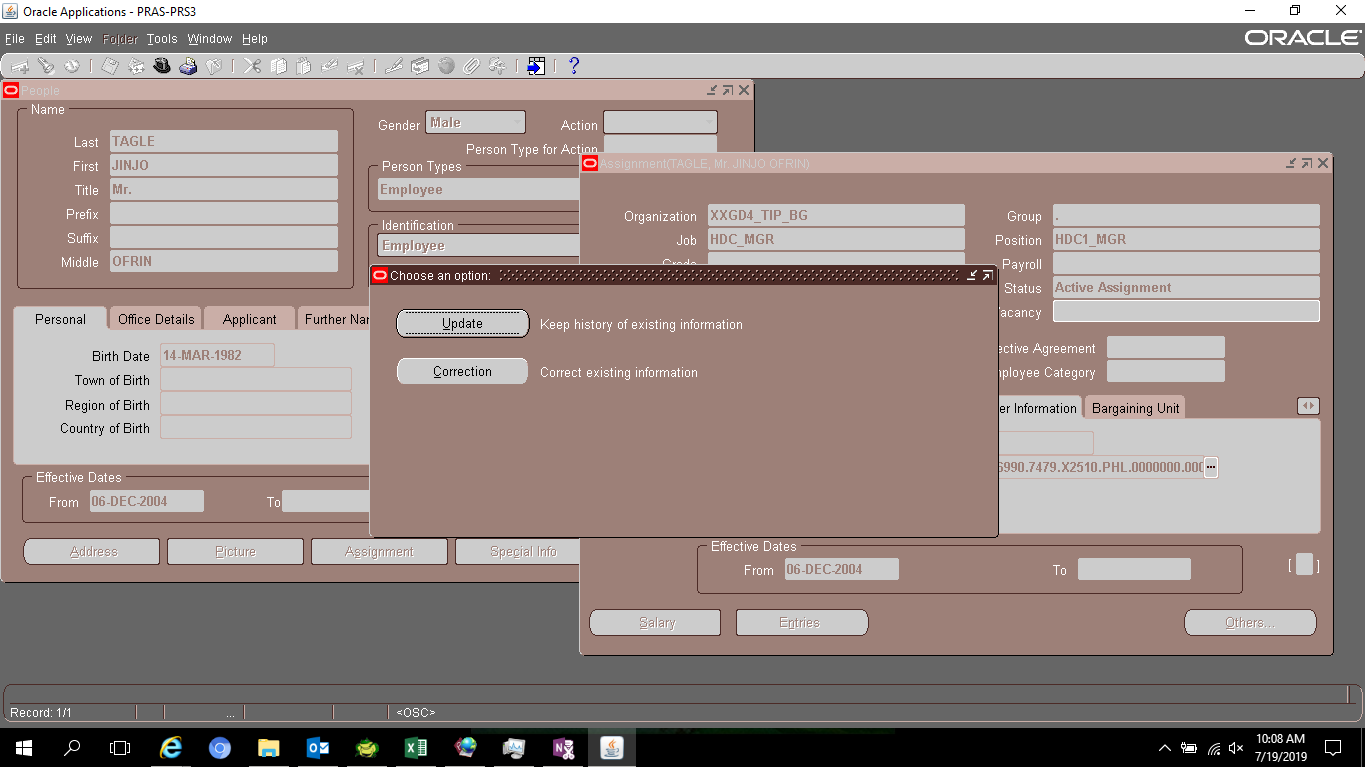 Oracle Applications - PRAS-PRS3
File Edit View Folder Tools Window Help
ORACLE
People
Name
Last TAGLE
First JINJO
Title Mr.
Prefix
Suffix
Middle OFRIN
Gender Male Action
Person Type for Action
Person Types
Employee
Identification
Employee
Personal Office Details Applicant Further Nar
Birth Date 14-MAR-1982
Town of Birth
Region of Birth
Country of Birth
Effective Dates
From 06-DEC-2004 To
Address Picture Assignment Special Info
Assignment(TAGLE, Mr. JINJO OFRIN)
Organization XXGD4_TIP_BG Group .
Job HDC_MGR Position HDC1_MGR
Grade Payroll
Status Active Assignment
acancy
ective Agreement
ployee Category
er Information Bargaining Unit
6990.7479.X2510.PHL.0000000.000 ...
Effective Dates
From 06-DEC-2004 To [ ]
Salary Entries Others...
Choose an option:
Update Keep history of existing information
Correction Correct existing information
Record: 1/1 ... <OSC>
10:08 AM
7/19/2019